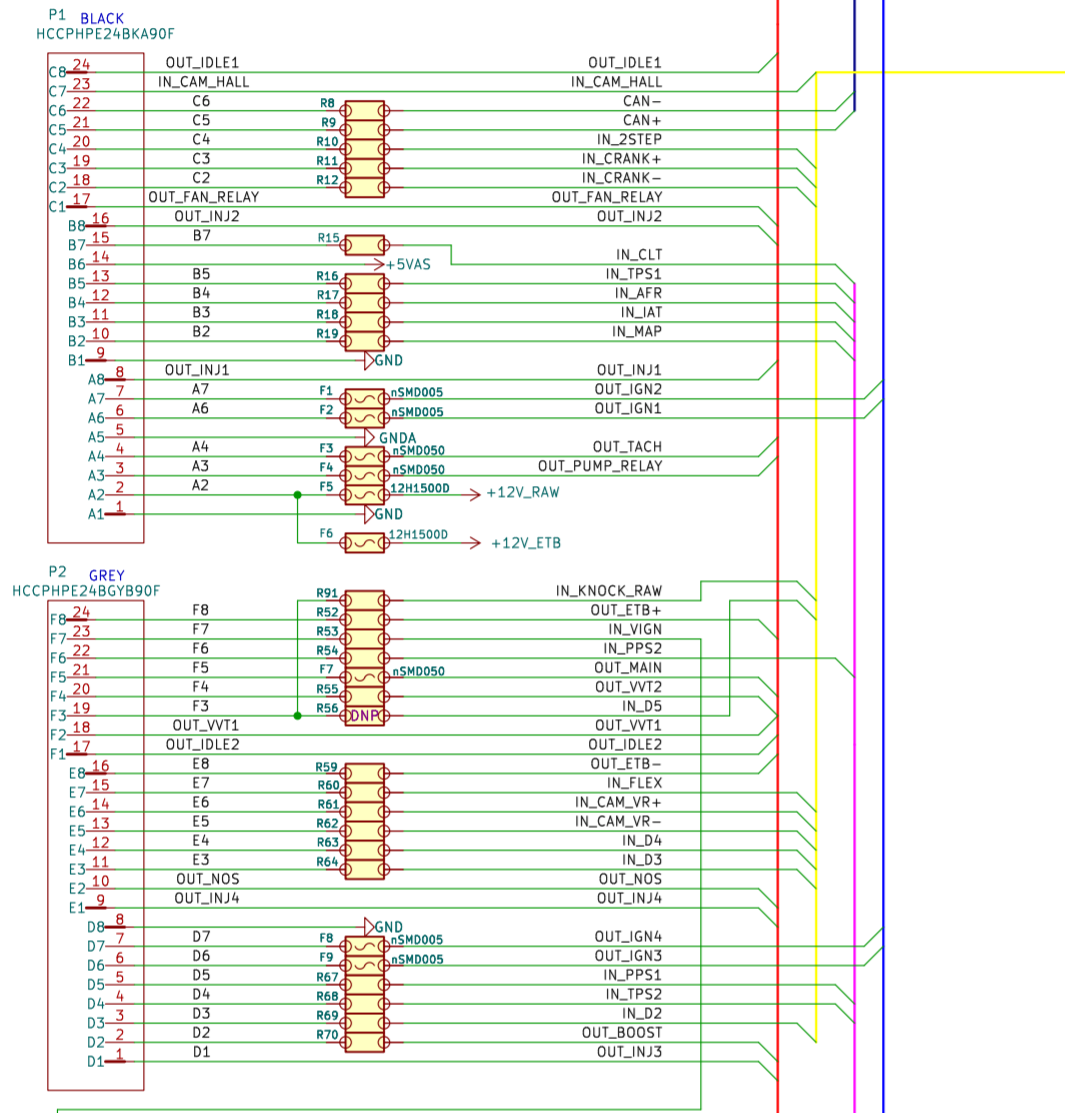 P1 BLACK
HCCPHPE24BKA90F
C8 24 OUT_IDLE1 OUT_IDLE1
C7 23 IN_CAM_HALL IN_CAM_HALL
C6 22 C6 R8 CAN-
C5 21 C5 R9 CAN+
C4 20 C4 R10 IN_2STEP
C3 19 C3 R11 IN_CRANK+
C2 18 C2 R12 IN_CRANK-
C1 17 OUT_FAN_RELAY OUT_FAN_RELAY
B8 16 OUT_INJ2 OUT_INJ2
B7 15 B7 R15
B6 14 +5VAS IN_CLT
B5 13 B5 R16 IN_TPS1
B4 12 B4 R17 IN_AFR
B3 11 B3 R18 IN_IAT
B2 10 B2 R19 IN_MAP
B1 9 GND
A8 8 OUT_INJ1 OUT_INJ1
A7 7 A7 F1 nSMD005 OUT_IGN2
A6 6 A6 F2 nSMD005 OUT_IGN1
A5 5 GNDA
A4 4 A4 F3 nSMD050 OUT_TACH
A3 3 A3 F4 nSMD050 OUT_PUMP_RELAY
A2 2 A2 F5 12H1500D +12V_RAW
A1 1 GND
F6 12H1500D +12V_ETB
P2 GREY
HCCPHPE24BGYB90F
R91 IN_KNOCK_RAW
F8 24 F8 R52 OUT_ETB+
F7 23 F7 R53 IN_VIGN
F6 22 F6 R54 IN_PPS2
F5 21 F5 F7 nSMD050 OUT_MAIN
F4 20 F4 R55 OUT_VVT2
F3 19 F3 R56 DNP IN_D5
F2 18 OUT_VVT1 OUT_VVT1
F1 17 OUT_IDLE2 OUT_IDLE2
E8 16 E8 R59 OUT_ETB-
E7 15 E7 R60 IN_FLEX
E6 14 E6 R61 IN_CAM_VR+
E5 13 E5 R62 IN_CAM_VR-
E4 12 E4 R63 IN_D4
E3 11 E3 R64 IN_D3
E2 10 OUT_NOS OUT_NOS
E1 9 OUT_INJ4 OUT_INJ4
D8 8 GND
D7 7 D7 F8 nSMD005 OUT_IGN4
D6 6 D6 F9 nSMD005 OUT_IGN3
D5 5 D5 R67 IN_PPS1
D4 4 D4 R68 IN_TPS2
D3 3 D3 R69 IN_D2
D2 2 D2 R70 OUT_BOOST
D1 1 D1 OUT_INJ3